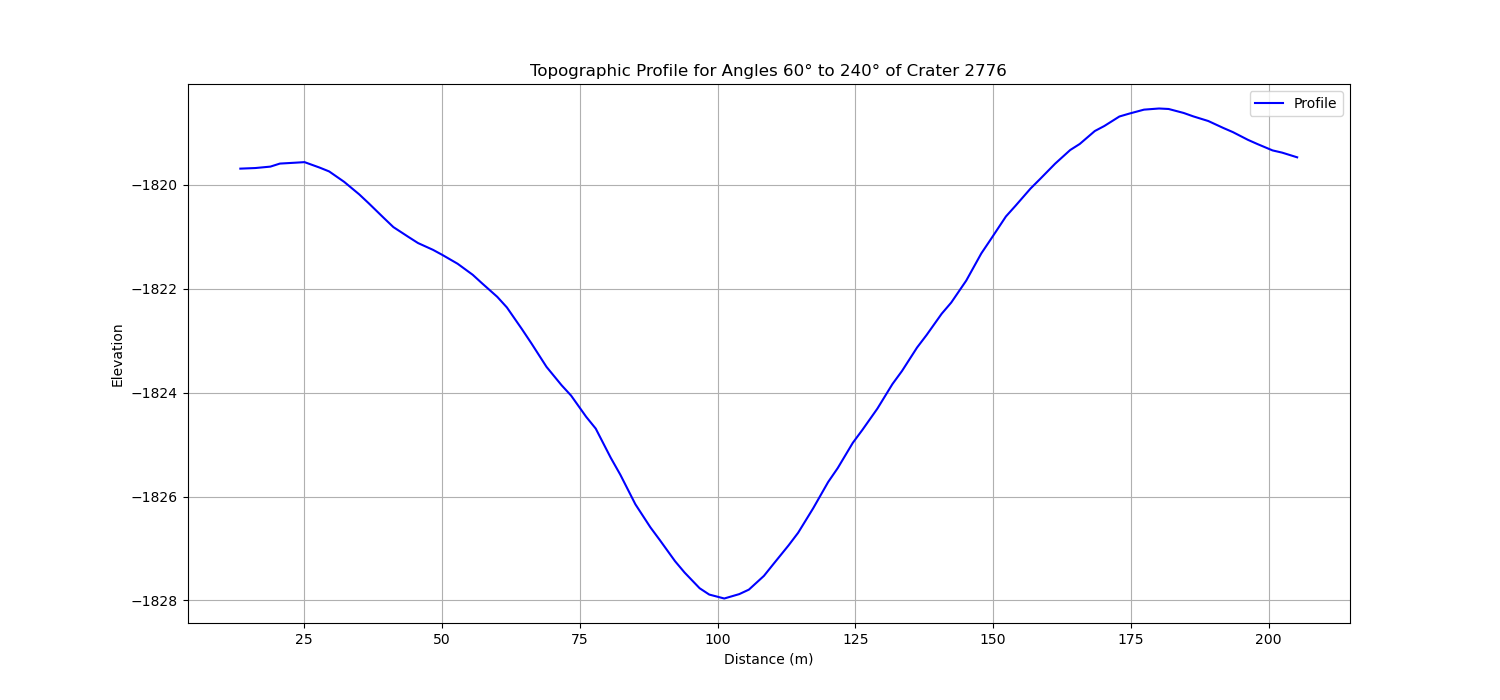 Topographic Profile for Angles 60° to 240° of Crater 2776
Profile
Elevation
−1820
−1822
−1824
−1826
−1828
25 50 75 100 125 150 175 200
Distance (m)